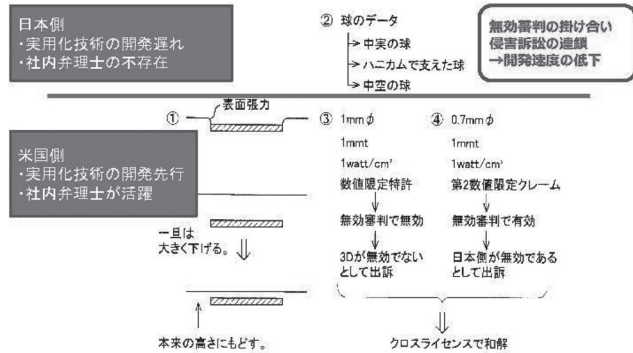 日本側
・実用化技術の開発遅れ
・社内弁理士の不存在
② 球のデータ
中実の球
ハニカムで支えた球
中空の球
無効審判の掛け合い
侵害訴訟の連鎖
→開発速度の低下
米国側
・実用化技術の開発先行
・社内弁理士が活躍
①
表面張力
一旦は
大きく下げる。
本来の高さにもどす。
③ 1mmφ
1mmt
1watt/cm²
数値限定特許
無効審判で無効
3Dが無効でない
として出訴
④ 0.7mmφ
1mmt
1watt/cm²
第2数値限定クレーム
無効審判で有効
日本側が無効である
として出訴
クロスライセンスで和解